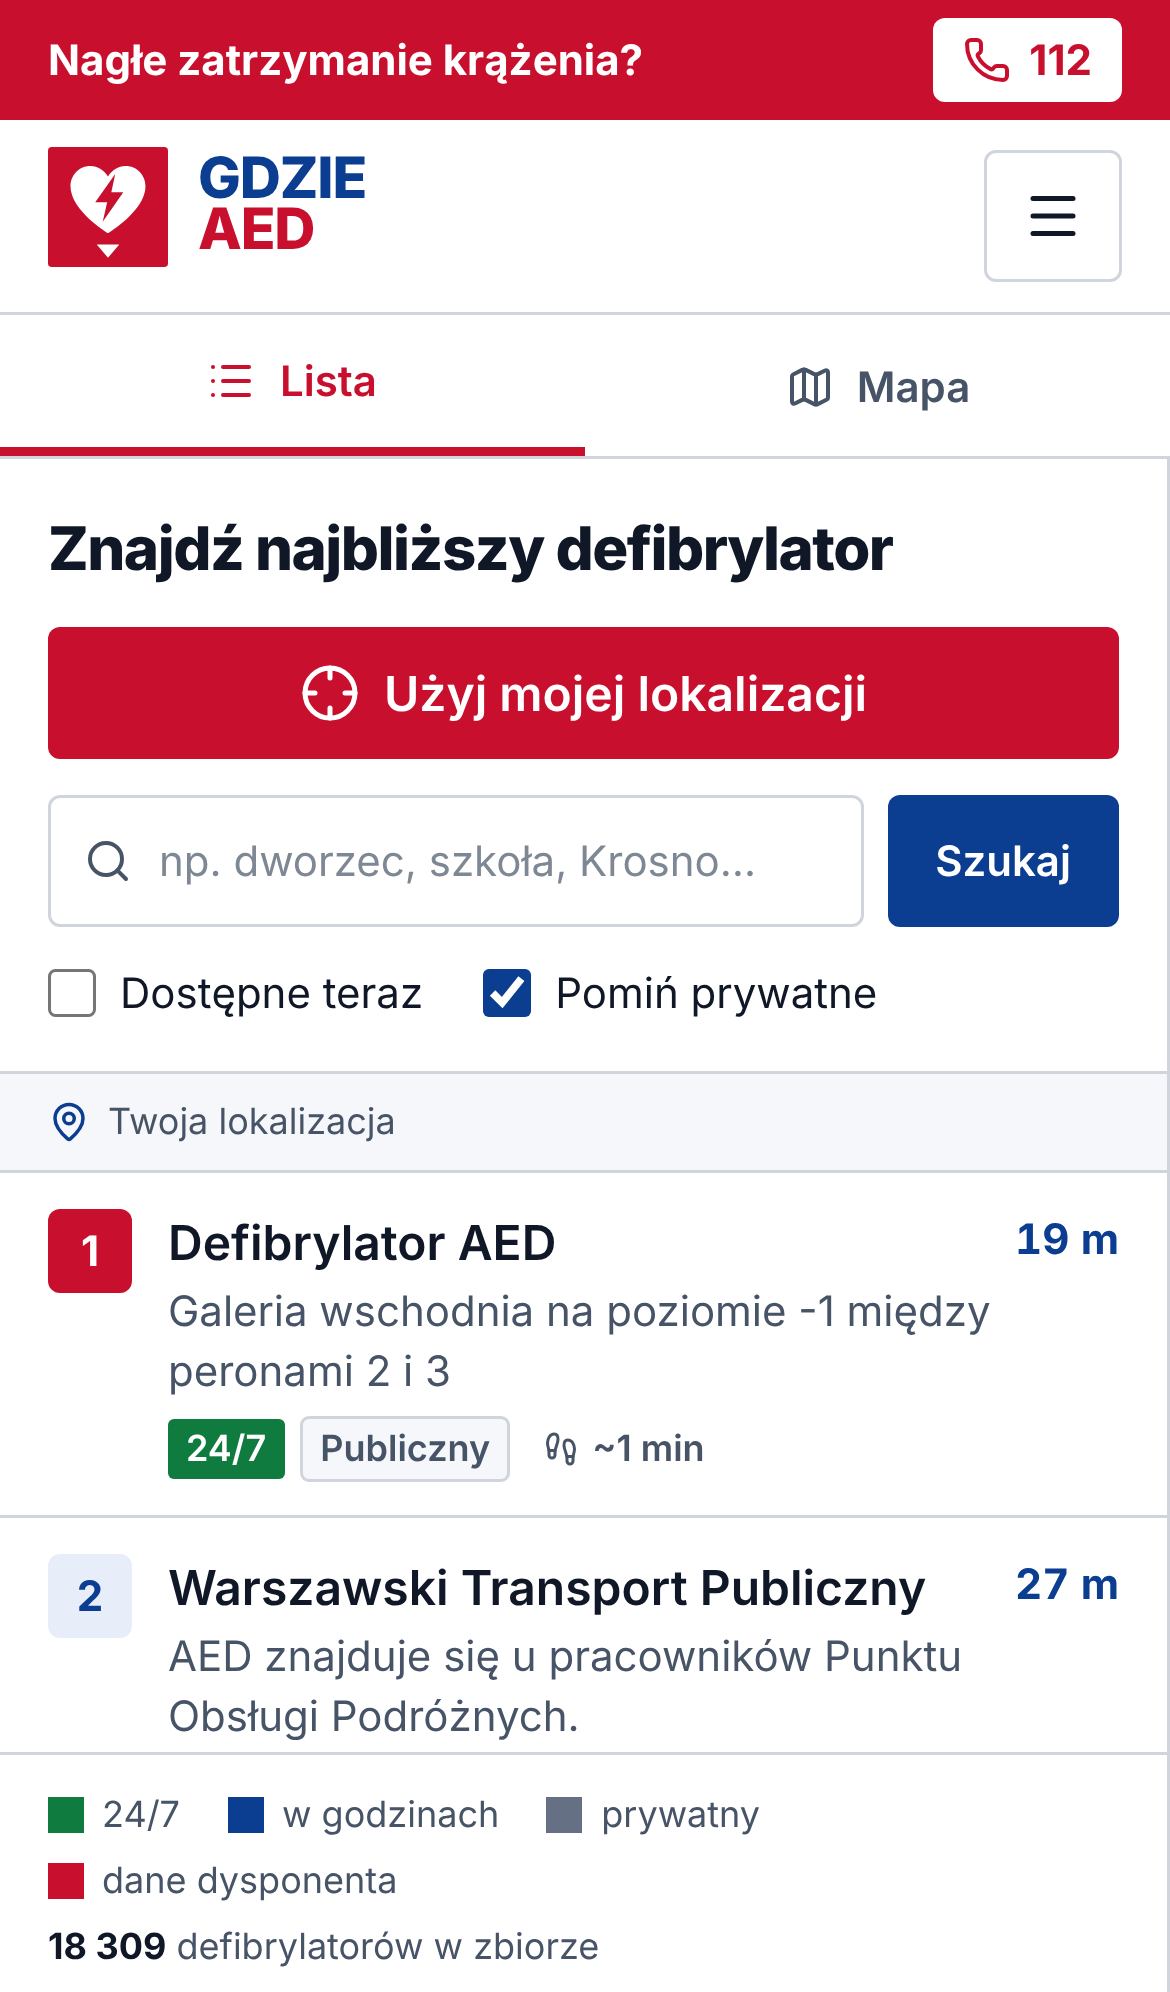 Nagłe zatrzymanie krążenia?
112
GDZIE
AED
Lista
Mapa
Znajdź najbliższy defibrylator
Użyj mojej lokalizacji
np. dworzec, szkoła, Krosno...
Szukaj
Dostępne teraz
Pomiń prywatne
Twoja lokalizacja
1
Defibrylator AED
19 m
Galeria wschodnia na poziomie -1 między
peronami 2 i 3
24/7
Publiczny
~1 min
2
Warszawski Transport Publiczny
27 m
AED znajduje się u pracowników Punktu
Obsługi Podróżnych.
24/7
w godzinach
prywatny
dane dysponenta
18 309 defibrylatorów w zbiorze